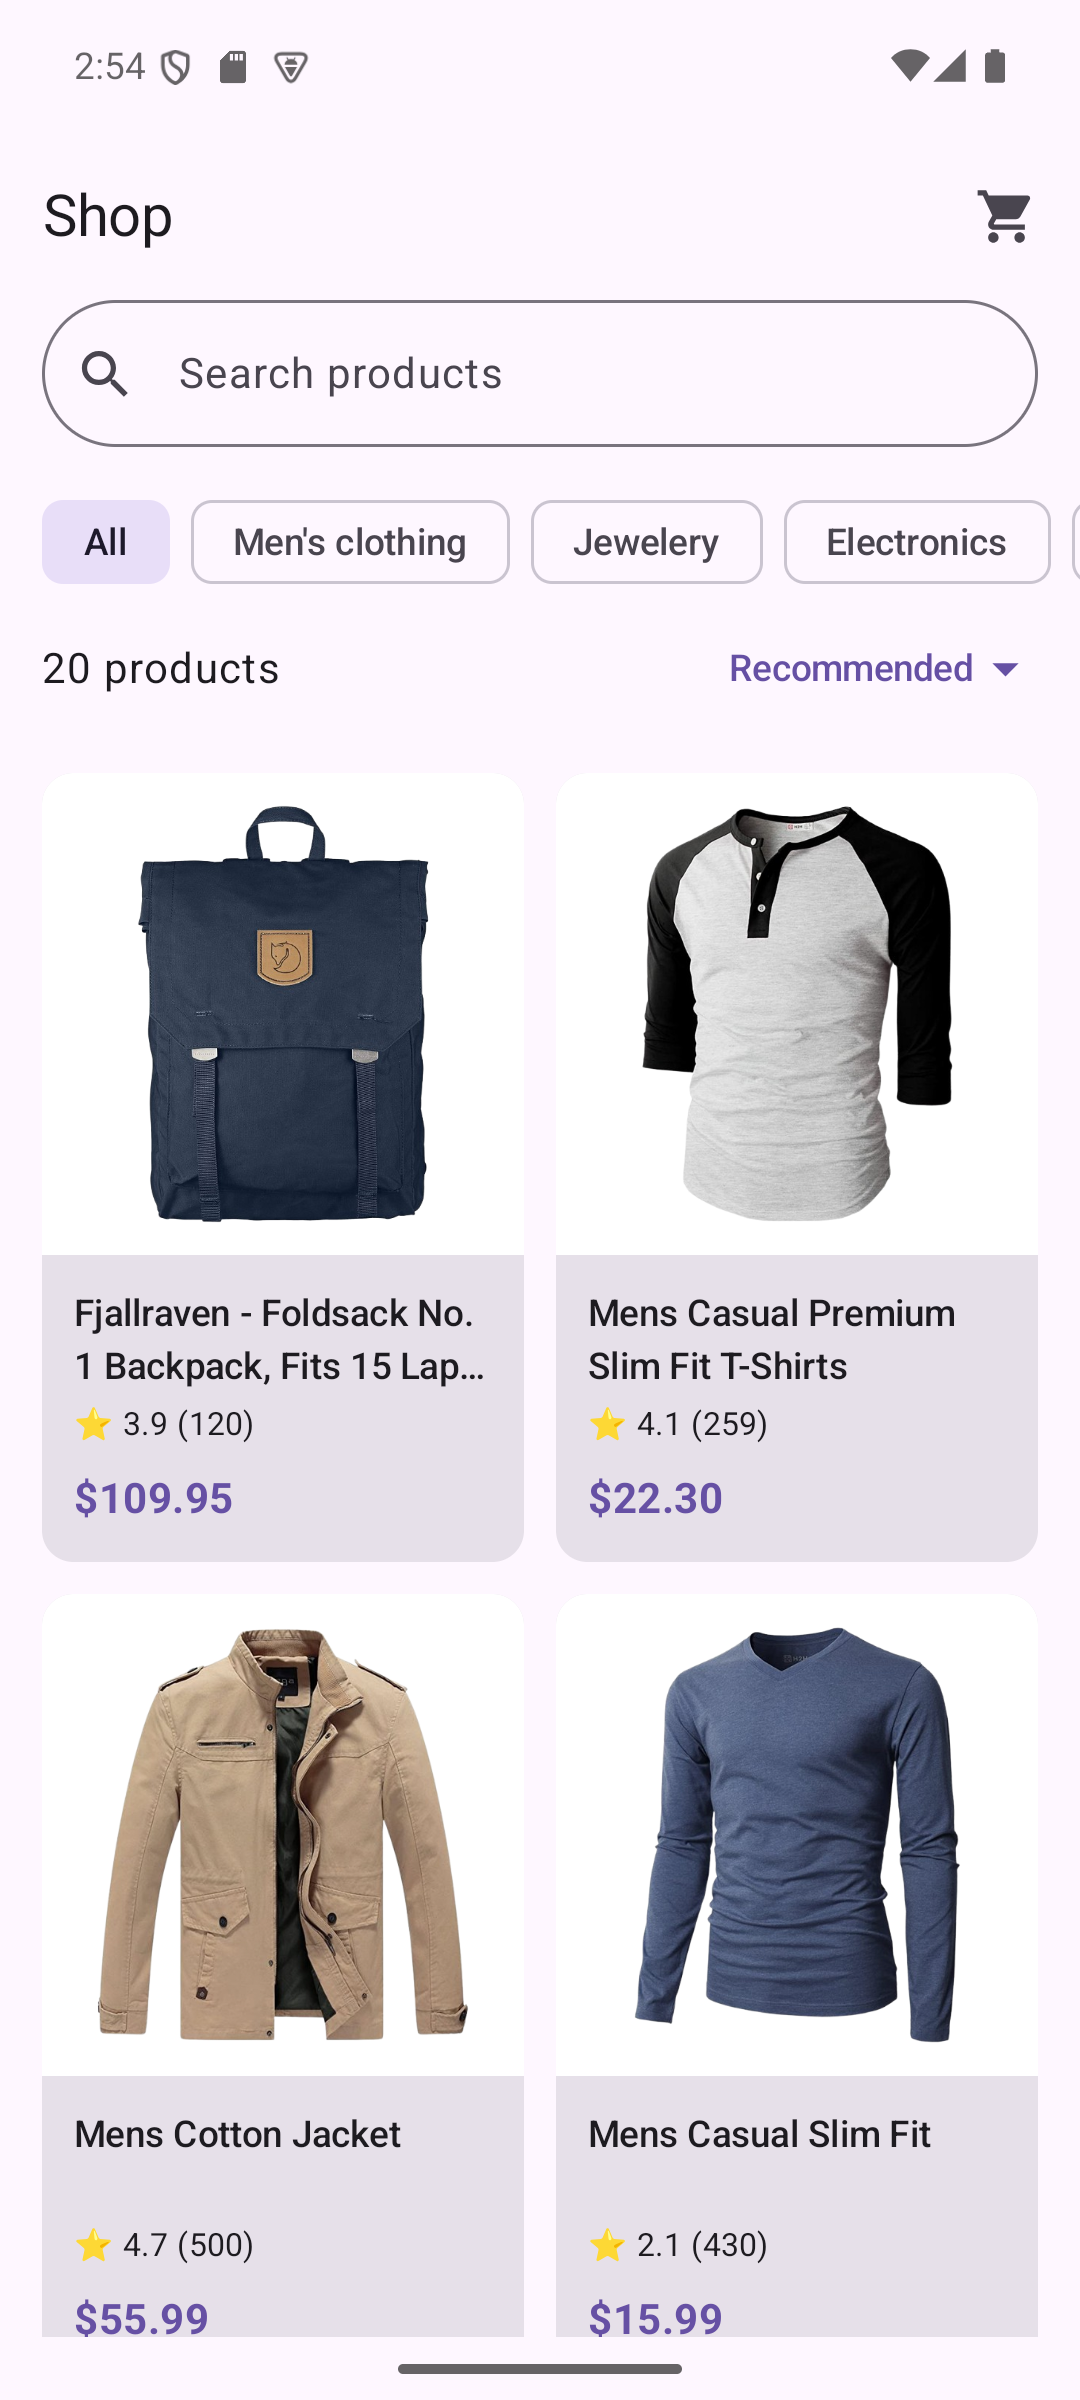 2:54
Shop
Search products
All
Men's clothing
Jewelery
Electronics
20 products
Recommended
Fjallraven - Foldsack No.
1 Backpack, Fits 15 Lap...
⭐ 3.9 (120)
$109.95
Mens Casual Premium
Slim Fit T-Shirts
⭐ 4.1 (259)
$22.30
Mens Cotton Jacket
⭐ 4.7 (500)
$55.99
Mens Casual Slim Fit
⭐ 2.1 (430)
$15.99